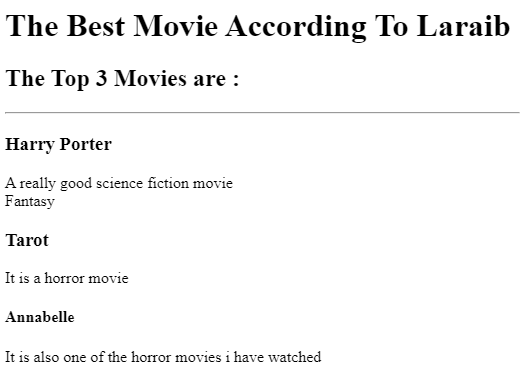 The Best Movie According To Laraib
The Top 3 Movies are :
Harry Porter
A really good science fiction movie
Fantasy
Tarot
It is a horror movie
Annabelle
It is also one of the horror movies i have watched